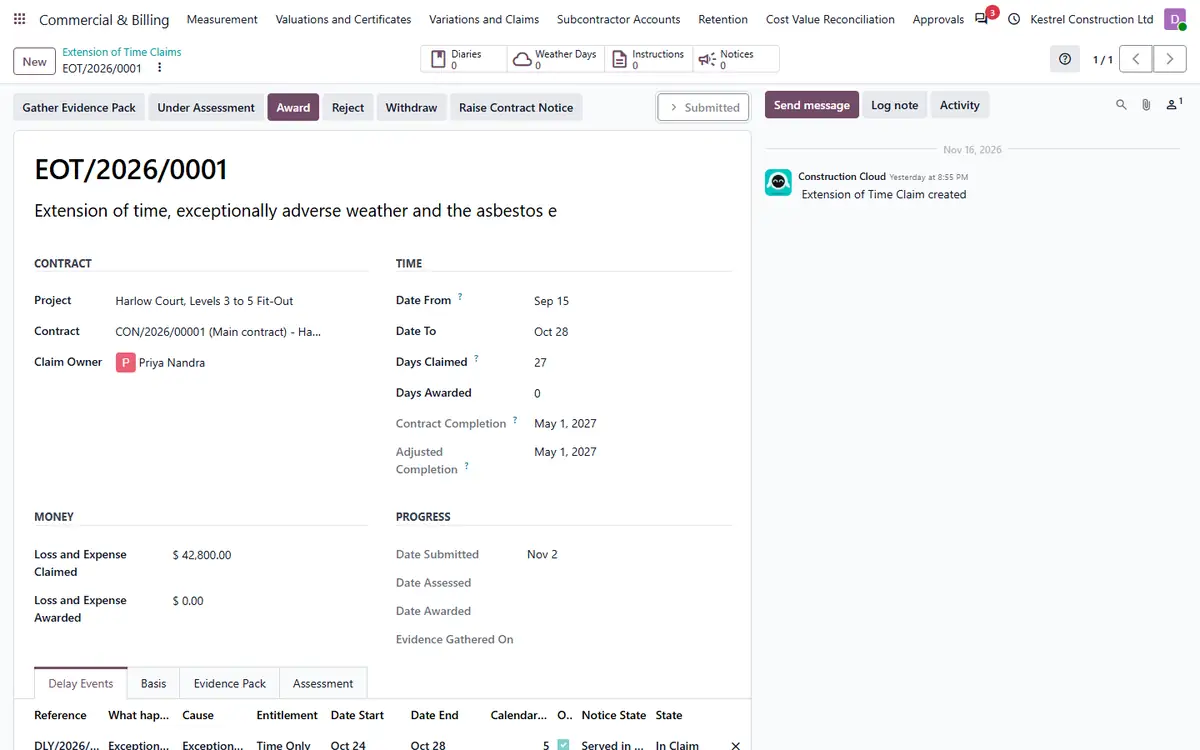 Commercial & Billing Measurement Valuations and Certificates Variations and Claims Subcontractor Accounts Retention Cost Value Reconciliation Approvals 3 Kestrel Construction Ltd D
New
Extension of Time Claims
EOT/2026/0001
Diaries 0
Weather Days 0
Instructions 0
Notices 0
1 / 1
Gather Evidence Pack Under Assessment Award Reject Withdraw Raise Contract Notice Submitted
Send message Log note Activity 1
EOT/2026/0001
Extension of time, exceptionally adverse weather and the asbestos e
Nov 16, 2026
Construction Cloud Yesterday at 8:55 PM
Extension of Time Claim created
CONTRACT
Project Harlow Court, Levels 3 to 5 Fit-Out
Contract CON/2026/00001 (Main contract) - Ha...
Claim Owner P Priya Nandra
TIME
Date From ? Sep 15
Date To Oct 28
Days Claimed ? 27
Days Awarded 0
Contract Completion ? May 1, 2027
Adjusted Completion ? May 1, 2027
MONEY
Loss and Expense Claimed $ 42,800.00
Loss and Expense Awarded $ 0.00
PROGRESS
Date Submitted Nov 2
Date Assessed
Date Awarded
Evidence Gathered On
Delay Events Basis Evidence Pack Assessment
Reference What hap... Cause Entitlement Date Start Date End Calendar... O.. Notice State State
DLY/2026/... Exception... Exception... Time Only Oct 24 Oct 28 5 Served in ... In Claim